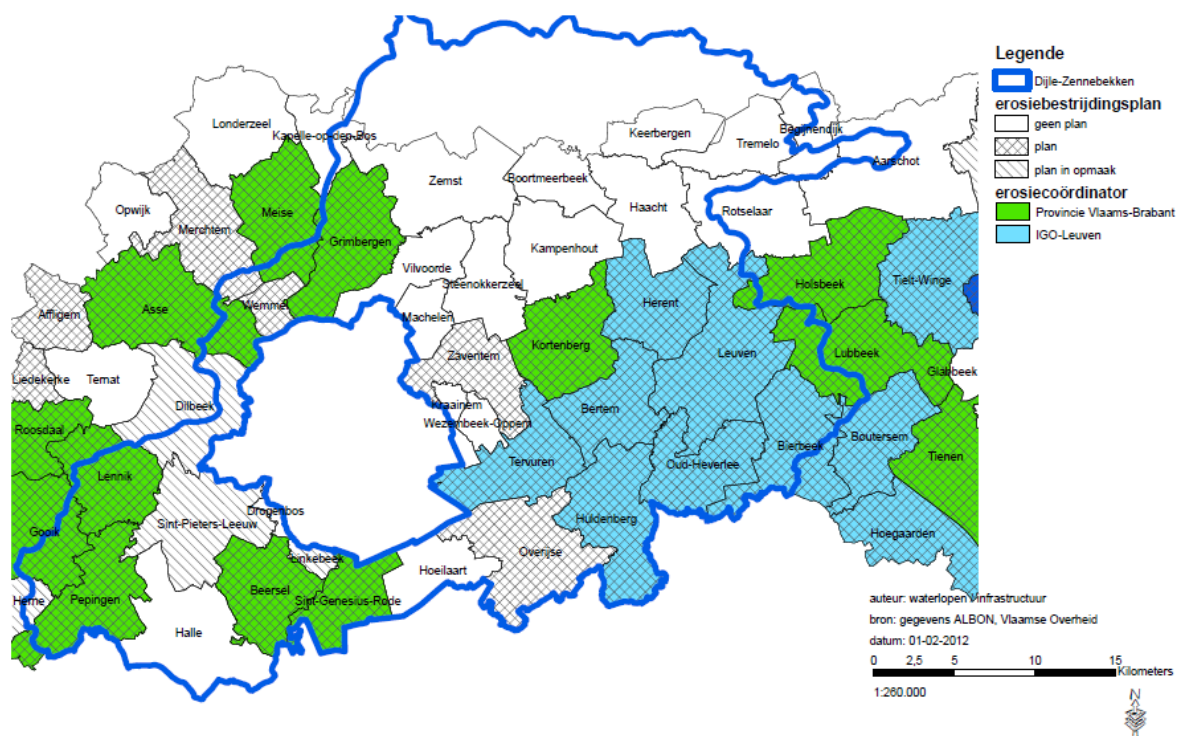 Legende
Dijle-Zennebekken
erosiebestrijdingsplan
geen plan
plan
plan in opmaak
erosiecoördinator
Provincie Vlaams-Brabant
IGO-Leuven
Londerzeel
Kapelle-op-den-Bos
Keerbergen
Tremelo
Begijnendijk
Aarschot
Opwijk
Merchtem
Meise
Zemst
Boortmeerbeek
Haacht
Rotselaar
Grimbergen
Kampenhout
Vilvoorde
Steenokkerzeel
Holsbeek
Tielt-Winge
Affligem
Asse
Wemmel
Machelen
Herent
Kortenberg
Leuven
Lubbeek
Zaventem
Glabbeek
Liedekerke
Ternat
Dilbeek
Kraainem
Wezembeek-Oppem
Bertem
Roosdaal
Lennik
Tervuren
Oud-Heverlee
Bierbeek
Boutersem
Tienen
Gooik
Sint-Pieters-Leeuw
Drogenbos
Huldenberg
Hoegaarden
Linkebeek
Overijse
Hoeilaart
Herne
Pepingen
Beersel
Sint-Genesius-Rode
Halle
auteur: waterlopen / infrastructuur
bron: gegevens ALBON, Vlaamse Overheid
datum: 01-02-2012
0 2,5 5 10 15
Kilometers
1:260.000
N